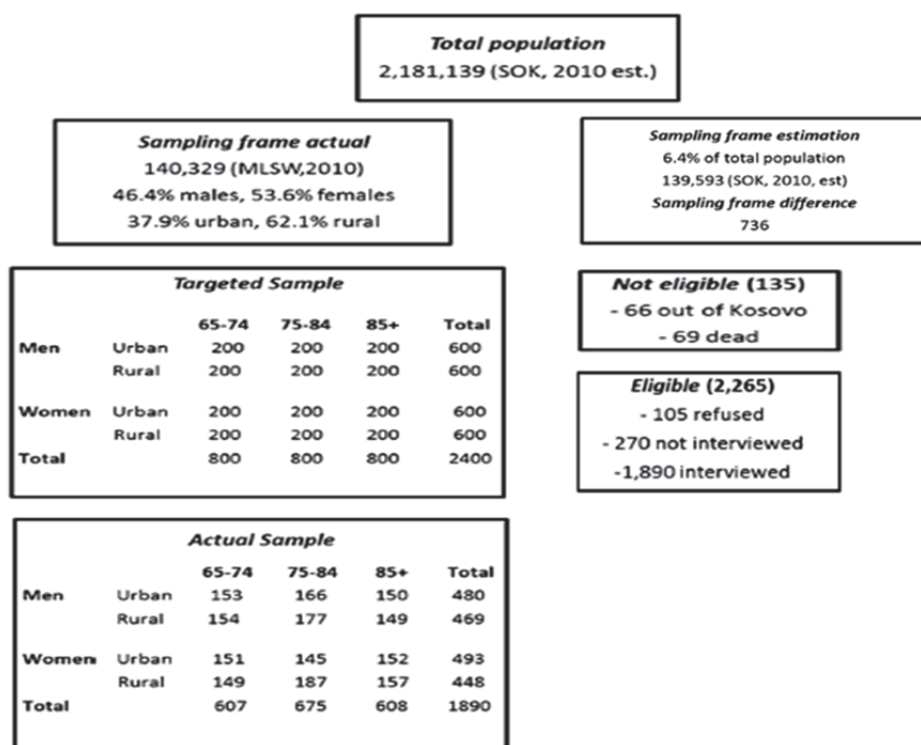 Total population
2,181,139 (SOK, 2010 est.)
Sampling frame actual
140,329 (MLSW,2010)
46.4% males, 53.6% females
37.9% urban, 62.1% rural
Sampling frame estimation
6.4% of total population
139,593 (SOK, 2010, est)
Sampling frame difference
736
Targeted Sample
65-74 75-84 85+ Total
Men Urban 200 200 200 600
Rural 200 200 200 600
Women Urban 200 200 200 600
Rural 200 200 200 600
Total 800 800 800 2400
Not eligible (135)
- 66 out of Kosovo
- 69 dead
Eligible (2,265)
- 105 refused
- 270 not interviewed
-1,890 interviewed
Actual Sample
65-74 75-84 85+ Total
Men Urban 153 166 150 480
Rural 154 177 149 469
Women Urban 151 145 152 493
Rural 149 187 157 448
Total 607 675 608 1890